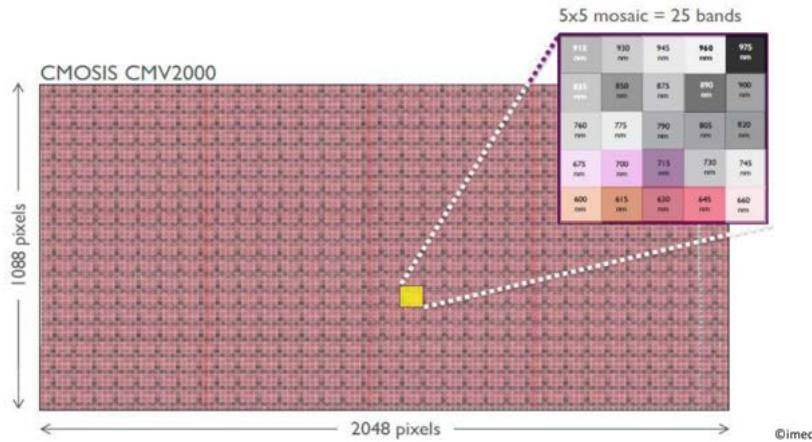 5x5 mosaic = 25 bands
CMOSIS CMV2000
915 nm 930 nm 945 nm 960 nm 975 nm
835 nm 850 nm 875 nm 890 nm 900 nm
760 nm 775 nm 790 nm 805 nm 820 nm
675 nm 700 nm 715 nm 730 nm 745 nm
600 nm 615 nm 630 nm 645 nm 660 nm
1088 pixels
2048 pixels
©imec